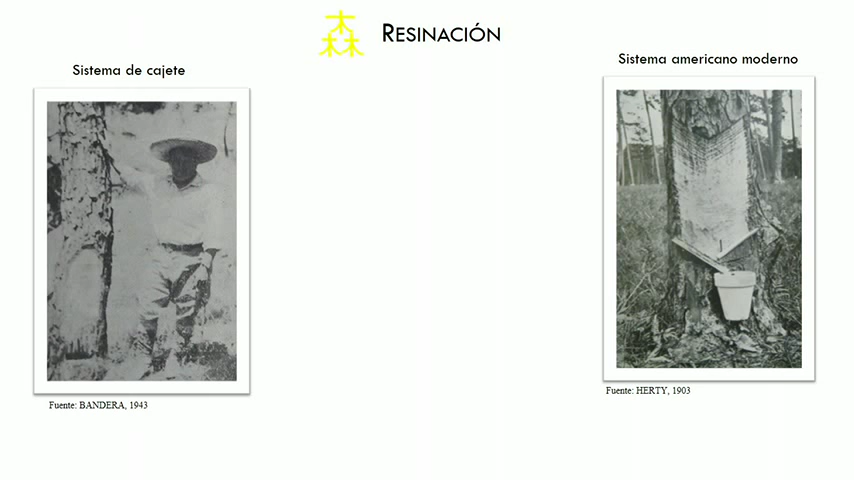 RESINACIÓN
Sistema de cajete
Sistema americano moderno
Fuente: BANDERA, 1943
Fuente: HERTY, 1903